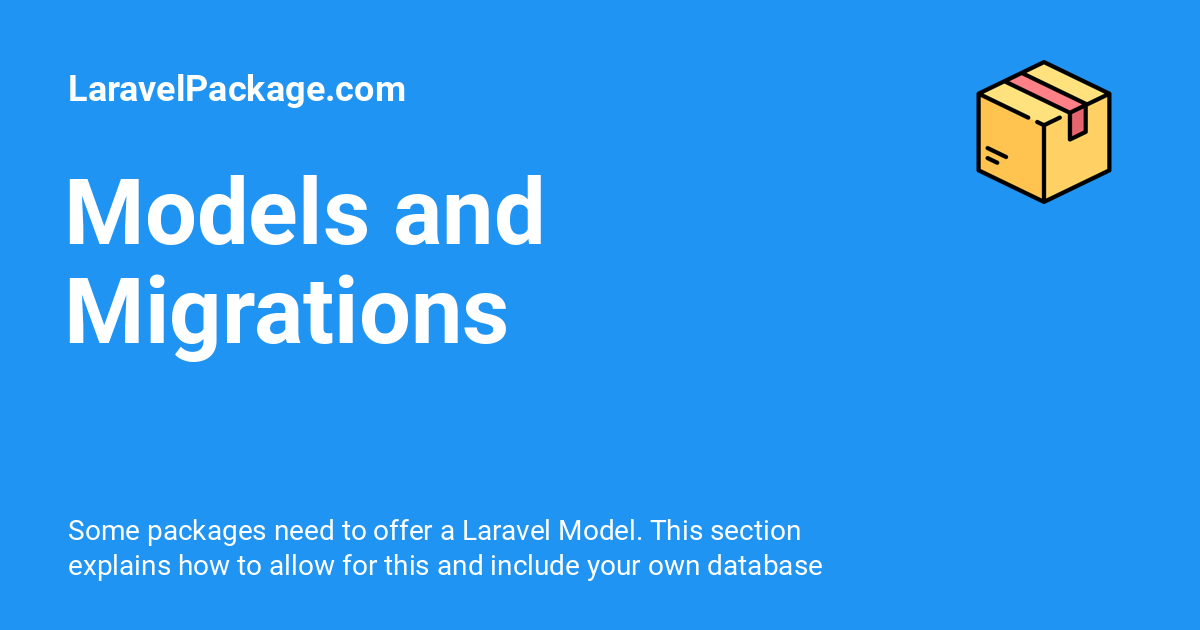 LaravelPackage.com
Models and
Migrations
Some packages need to offer a Laravel Model. This section
explains how to allow for this and include your own database